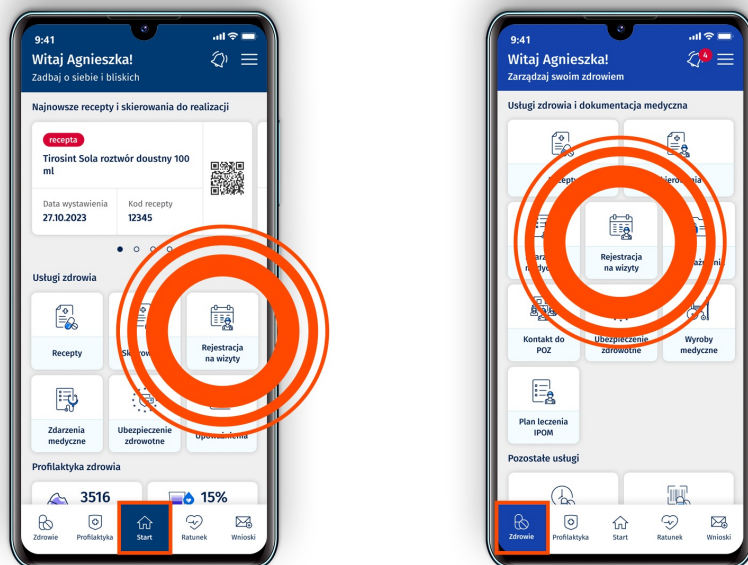 9:41
Witaj Agnieszka!
Zadbaj o siebie i bliskich
Najnowsze recepty i skierowania do realizacji
recepta
Tirosint Sola roztwór doustny 100
ml
Data wystawienia
27.10.2023
Kod recepty
12345
Usługi zdrowia
Recepty
Rejestracja
na wizyty
Zdarzenia
medyczne
Ubezpieczenie
zdrowotne
Profilaktyka zdrowia
3516
15%
Zdrowie
Profilaktyka
Start
Ratunek
Wnioski
9:41
4
Witaj Agnieszka!
Zarządzaj swoim zdrowiem
Usługi zdrowia i dokumentacja medyczna
Rejestracja
na wizyty
Kontakt do
POZ
Ubezpieczenie
zdrowotne
Wyroby
medyczne
Plan leczenia
IPOM
Pozostałe usługi
Zdrowie
Profilaktyka
Start
Ratunek
Wnioski